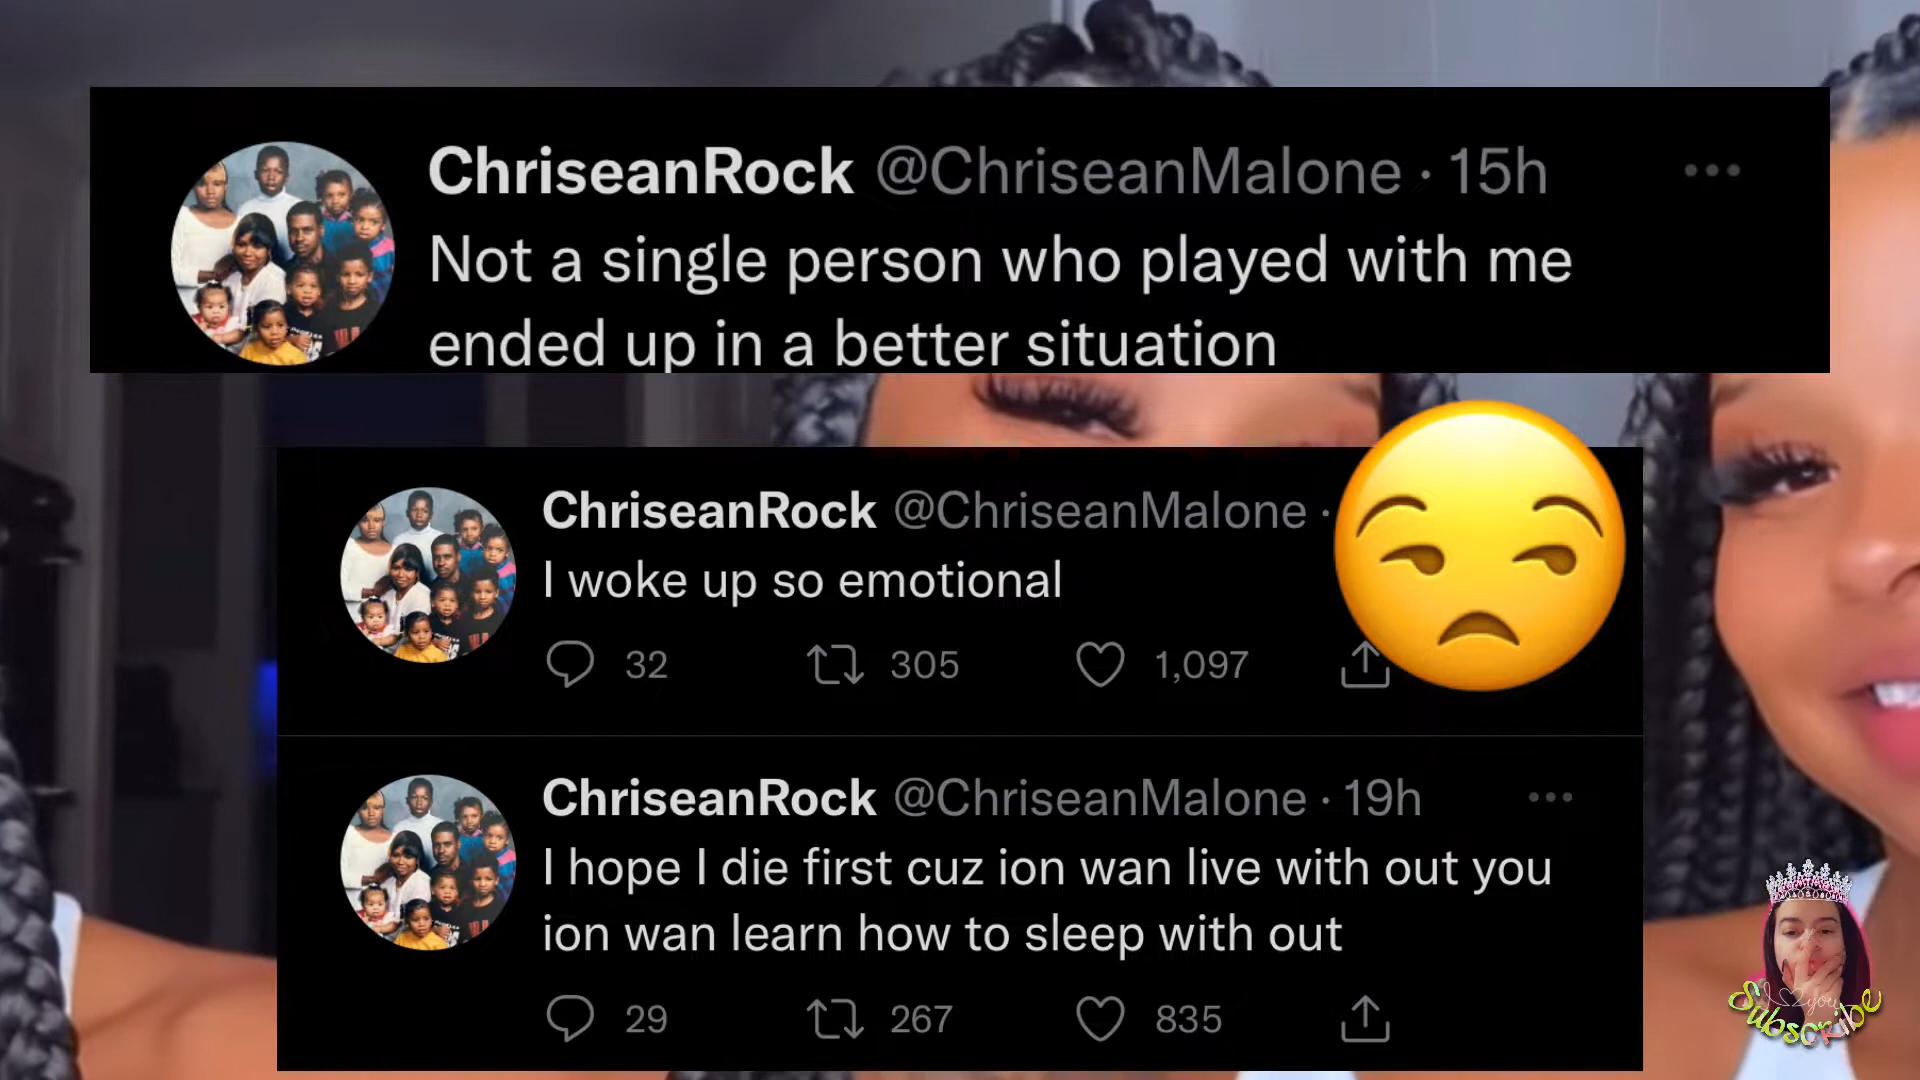 ChriseanRock @ChriseanMalone · 15h
Not a single person who played with me
ended up in a better situation
ChriseanRock @ChriseanMalone ·
I woke up so emotional
32 305 1,097
ChriseanRock @ChriseanMalone · 19h
I hope I die first cuz ion wan live with out you
ion wan learn how to sleep with out
29 267 835
I you
Subscribe